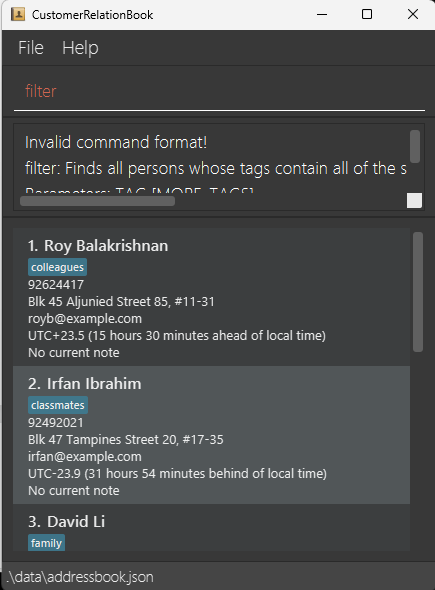 CustomerRelationBook
File Help
filter
Invalid command format!
filter: Finds all persons whose tags contain all of the s
Parameters: TAG [MORE_TAGS]
1. Roy Balakrishnan
colleagues
92624417
Blk 45 Aljunied Street 85, #11-31
royb@example.com
UTC+23.5 (15 hours 30 minutes ahead of local time)
No current note
2. Irfan Ibrahim
classmates
92492021
Blk 47 Tampines Street 20, #17-35
irfan@example.com
UTC-23.9 (31 hours 54 minutes behind of local time)
No current note
3. David Li
family
.\data\addressbook.json